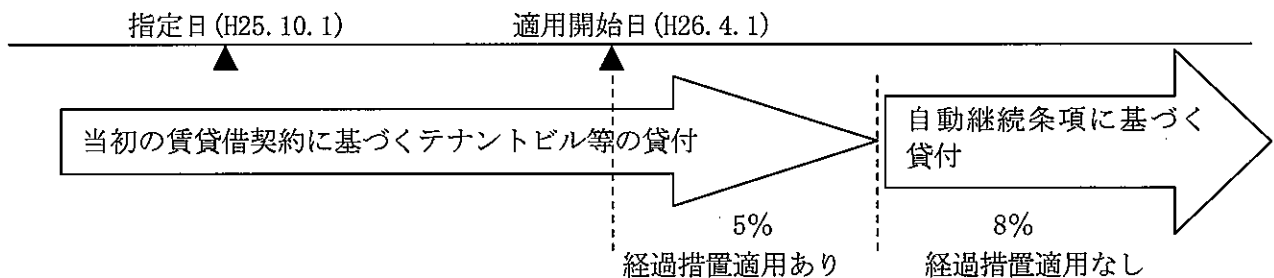 指定日(H25.10.1)
適用開始日(H26.4.1)
当初の賃貸借契約に基づくテナントビル等の貸付
自動継続条項に基づく
貸付
5%
経過措置適用あり
8%
経過措置適用なし